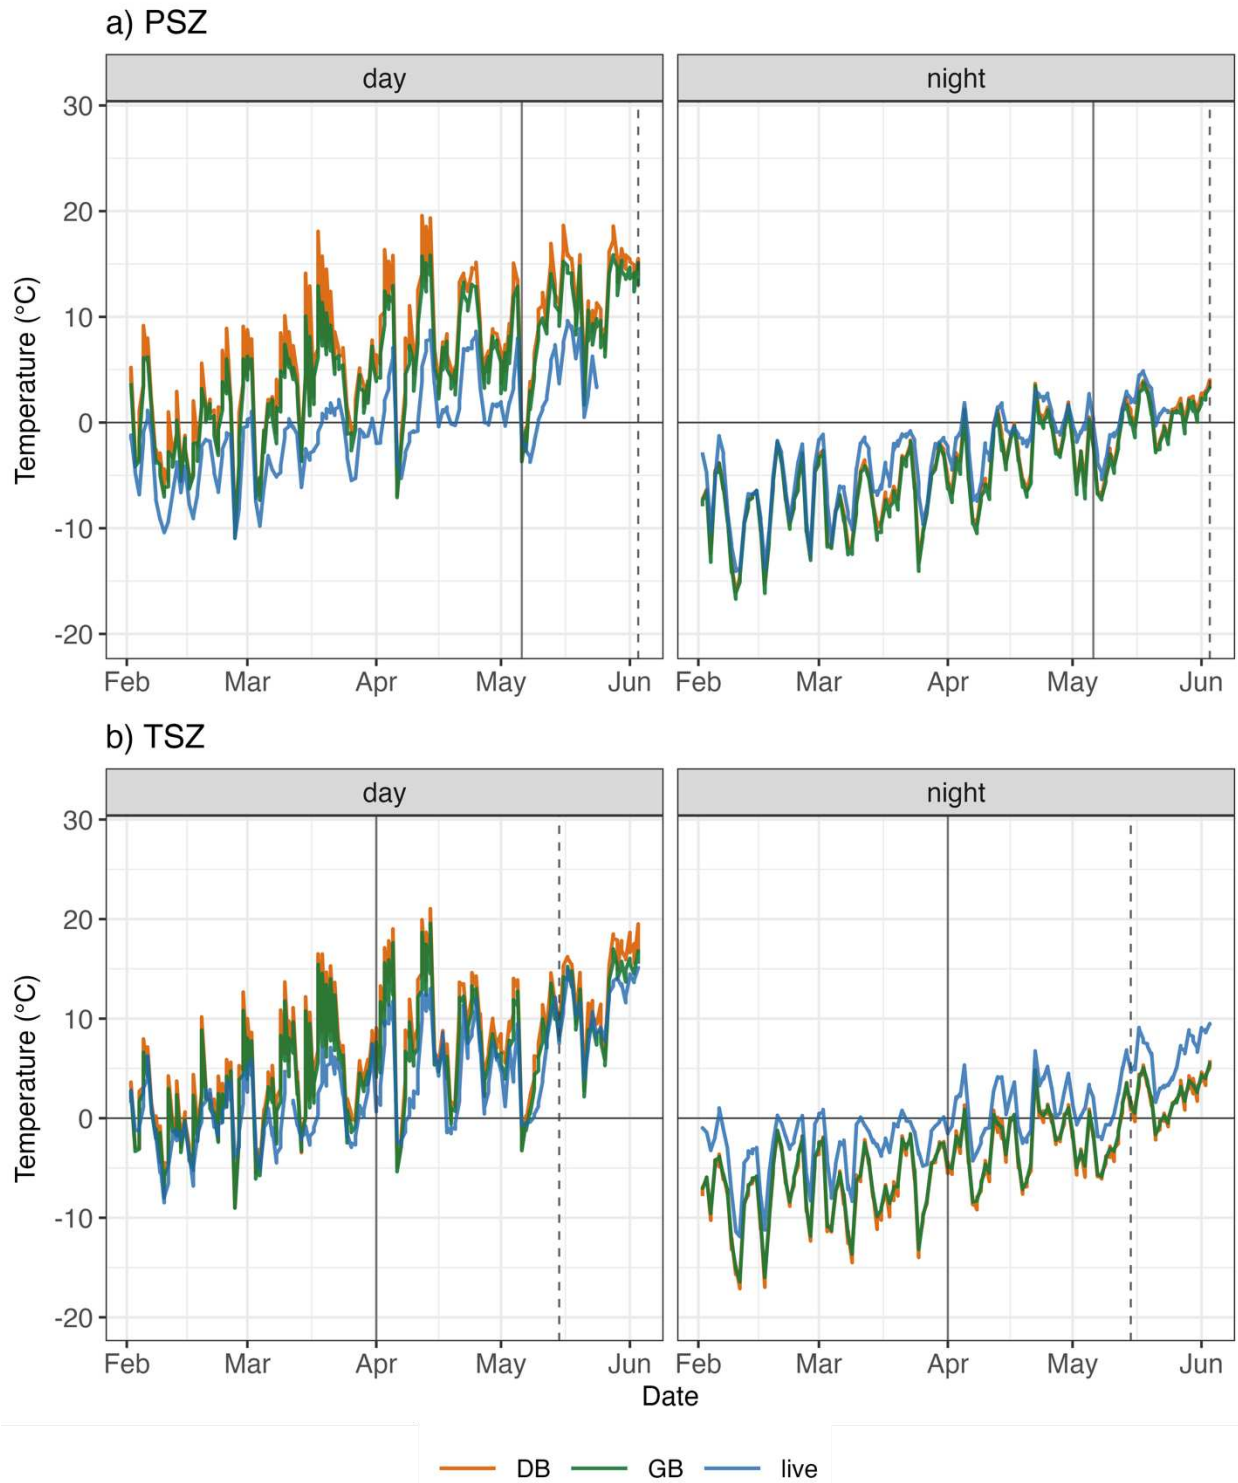 a) PSZ
day night
30
20
10
0
-10
-20
Temperature (°C)
Feb Mar Apr May Jun Feb Mar Apr May Jun
b) TSZ
day night
30
20
10
0
-10
-20
Temperature (°C)
Feb Mar Apr May Jun Feb Mar Apr May Jun
Date
DB GB live